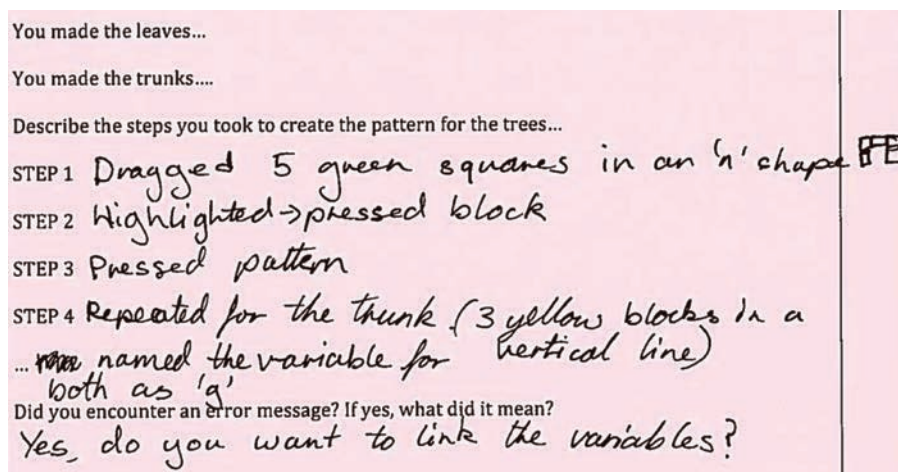 You made the leaves...
You made the trunks....
Describe the steps you took to create the pattern for the trees...
STEP 1 Dragged 5 green squares in an 'n' shape
STEP 2 Highlighted→pressed block
STEP 3 Pressed pattern
STEP 4 Repeated for the trunk (3 yellow blocks in a
vertical line)
... named the variable for
both as 'g'
Did you encounter an error message? If yes, what did it mean?
Yes, do you want to link the variables?